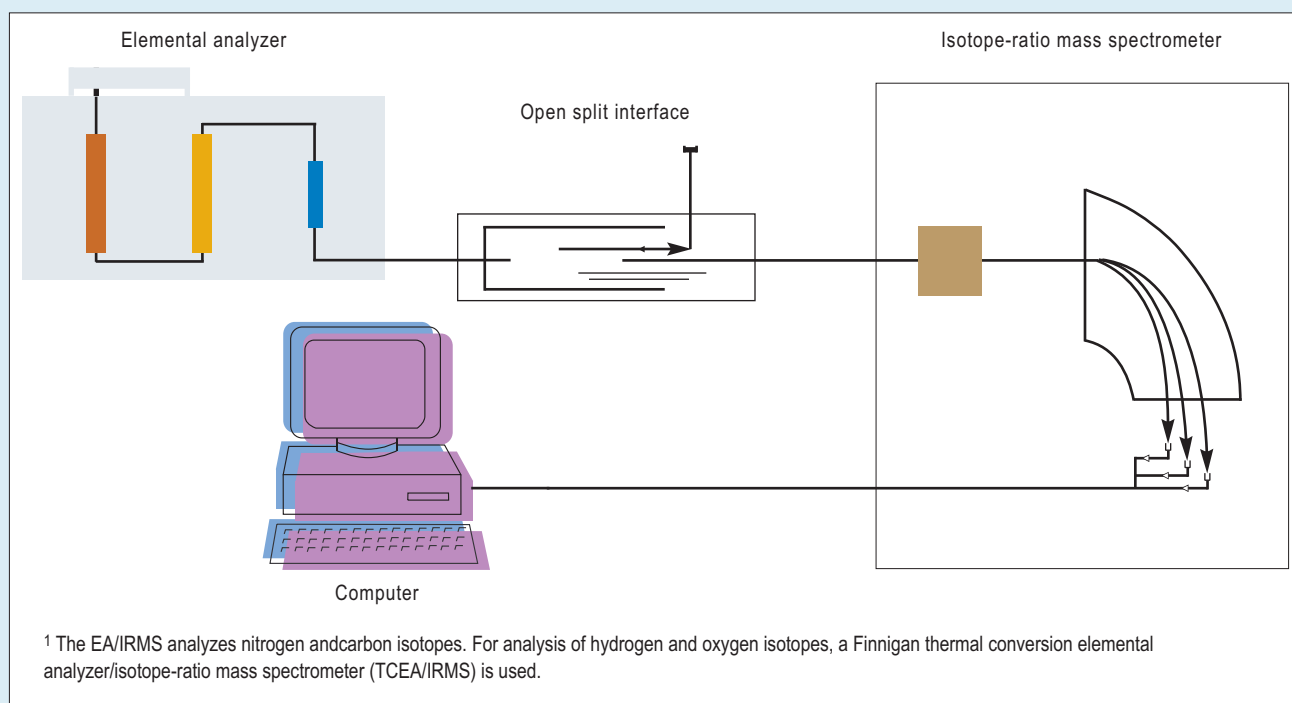 Elemental analyzer
Isotope-ratio mass spectrometer
Open split interface
Computer
¹ The EA/IRMS analyzes nitrogen andcarbon isotopes. For analysis of hydrogen and oxygen isotopes, a Finnigan thermal conversion elemental
analyzer/isotope-ratio mass spectrometer (TCEA/IRMS) is used.